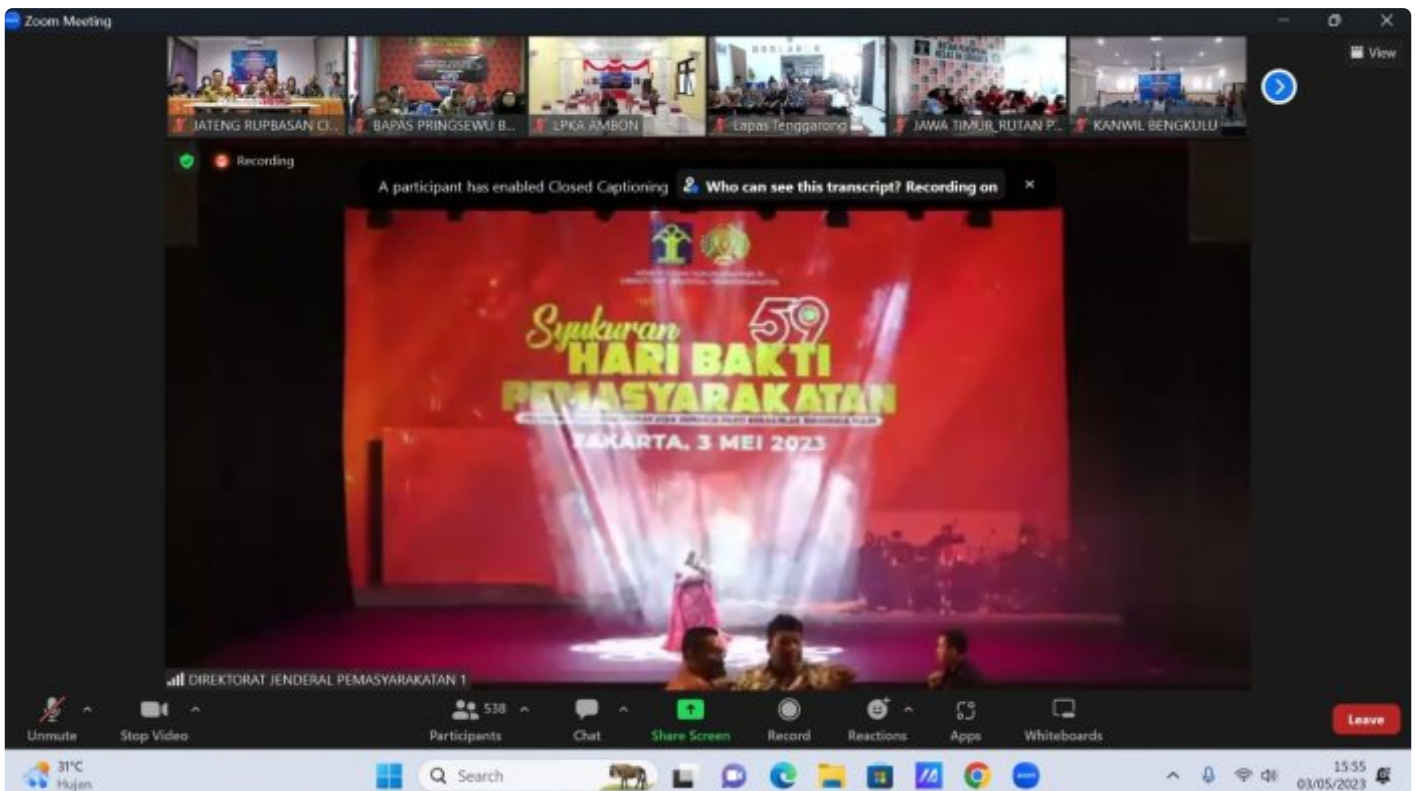 Zoom Meeting
View
JATENG RUPBASAN CI...
BAPAS PRINGSEWU B...
LPKA AMBON
Lapas Tenggarong
JAWA TIMUR_RUTAN P...
KANWIL BENGKULU
Recording
A participant has enabled Closed Captioning
Who can see this transcript? Recording on
Syukuran 59
HARI BAKTI
PEMASYARAKATAN
JAKARTA, 3 MEI 2023
DIREKTORAT JENDERAL PEMASYARAKATAN 1
Unmute
Stop Video
538
Participants
Chat
Share Screen
Record
Reactions
Apps
Whiteboards
Leave
31°C
Hujan
Search
15:55
03/05/2023